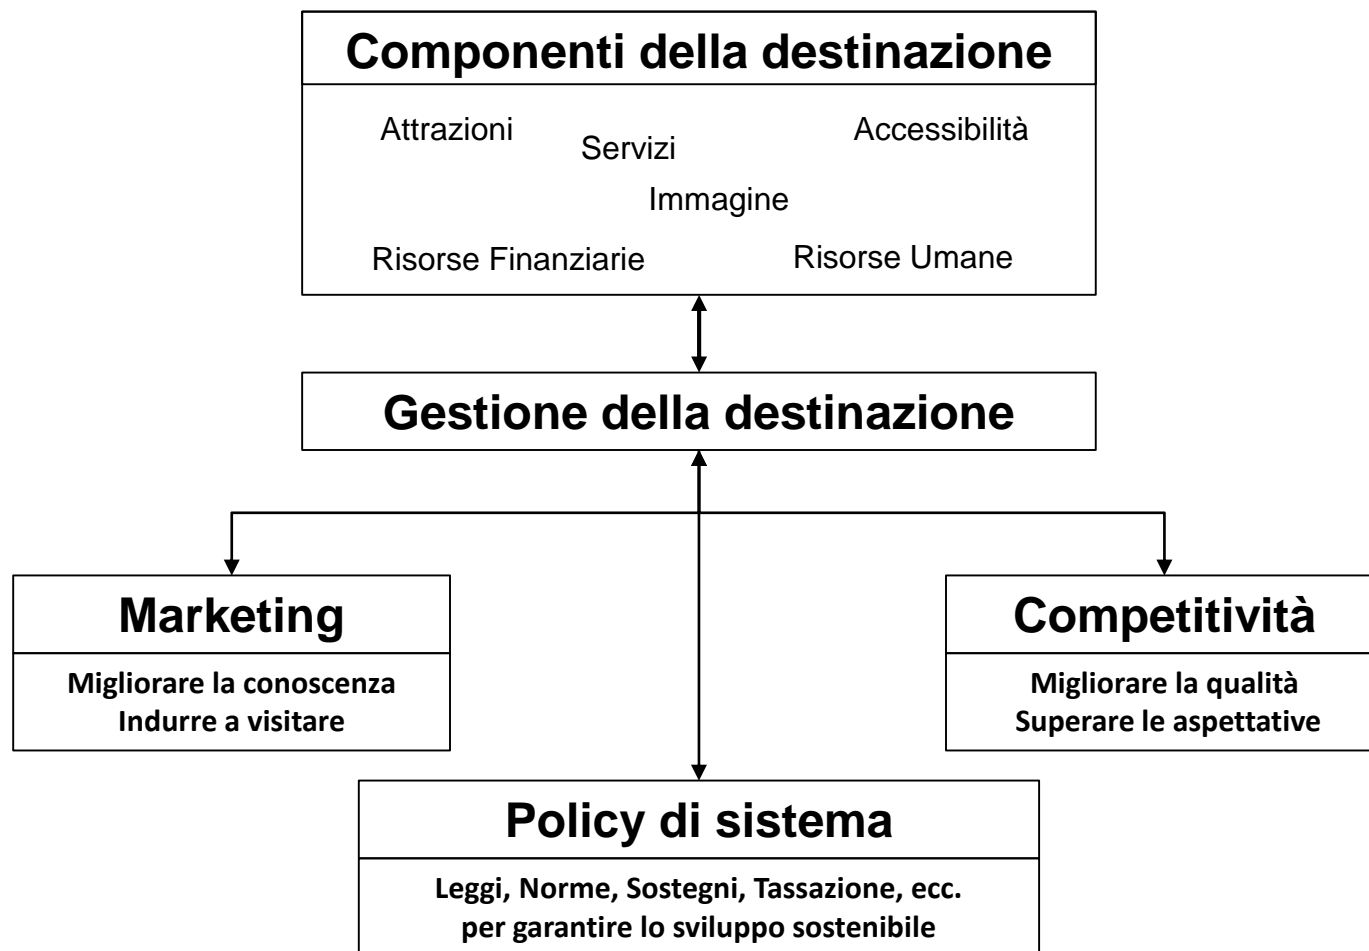 Componenti della destinazione
Attrazioni
Servizi
Accessibilità
Immagine
Risorse Finanziarie
Risorse Umane
Gestione della destinazione
Marketing
Migliorare la conoscenza
Indurre a visitare
Competitività
Migliorare la qualità
Superare le aspettative
Policy di sistema
Leggi, Norme, Sostegni, Tassazione, ecc.
per garantire lo sviluppo sostenibile